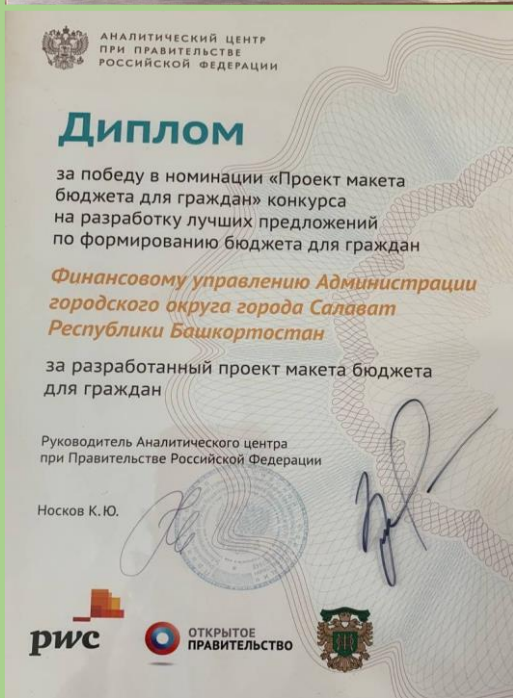 АНАЛИТИЧЕСКИЙ ЦЕНТР
ПРИ ПРАВИТЕЛЬСТВЕ
РОССИЙСКОЙ ФЕДЕРАЦИИ
Диплом
за победу в номинации «Проект макета
бюджета для граждан» конкурса
на разработку лучших предложений
по формированию бюджета для граждан
Финансовому управлению Администрации
городского округа города Салават
Республики Башкортостан
за разработанный проект макета бюджета
для граждан
Руководитель Аналитического центра
при Правительстве Российской Федерации
Носков К.Ю.
pwc
ОТКРЫТОЕ
ПРАВИТЕЛЬСТВО